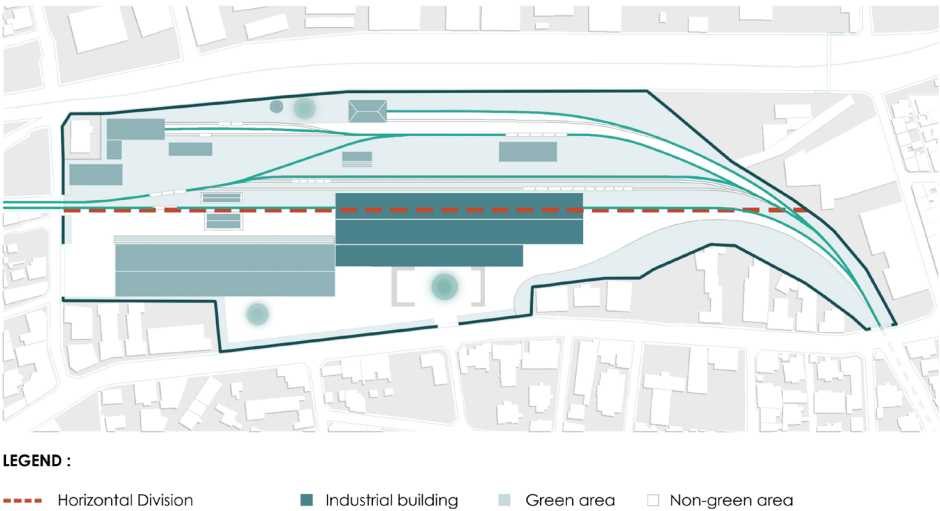 LEGEND :
Horizontal Division
Industrial building
Green area
Non-green area